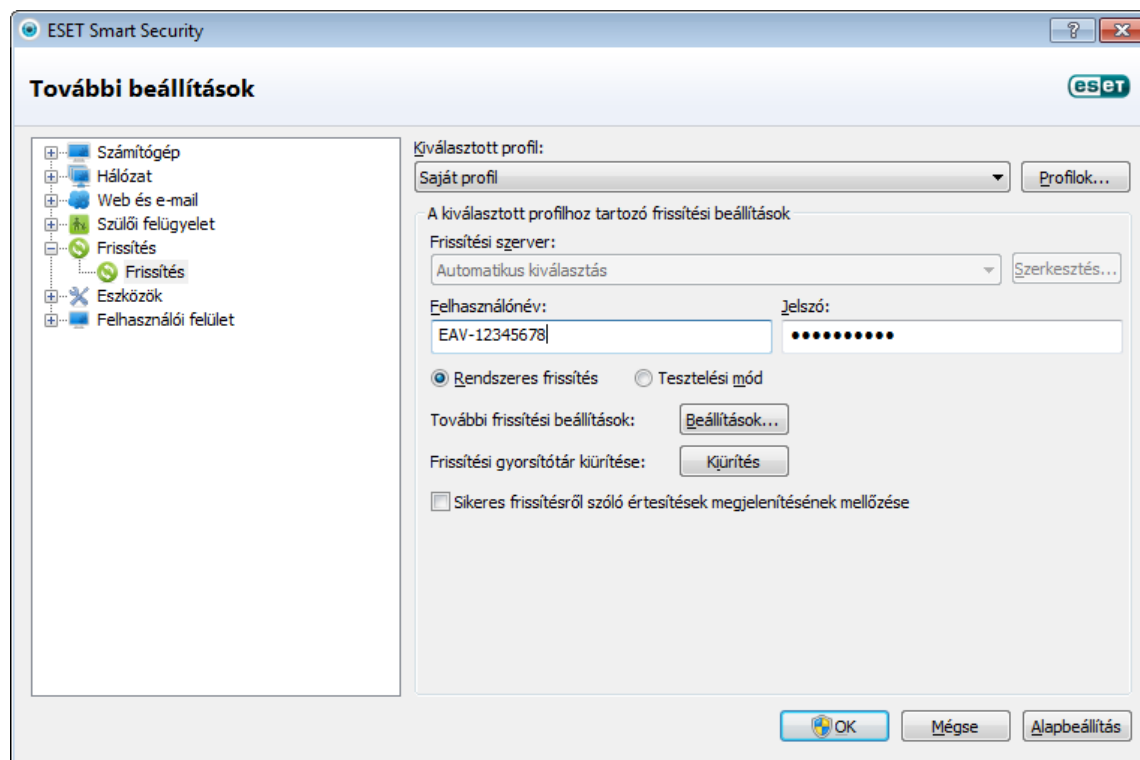 ESET Smart Security
További beállítások
eset
Számítógép
Hálózat
Web és e-mail
Szülői felügyelet
Frissítés
Frissítés
Eszközök
Felhasználói felület
Kiválasztott profil:
Saját profil
Profilok...
A kiválasztott profilhoz tartozó frissítési beállítások
Frissítési szerver:
Automatikus kiválasztás
Szerkesztés...
Felhasználónév:
Jelszó:
EAV-12345678
••••••••••
Rendszeres frissítés
Tesztelési mód
További frissítési beállítások:
Beállítások...
Frissítési gyorsítótár kiürítése:
Kiürítés
Sikeres frissítésről szóló értesítések megjelenítésének mellőzése
OK
Mégse
Alapbeállítás